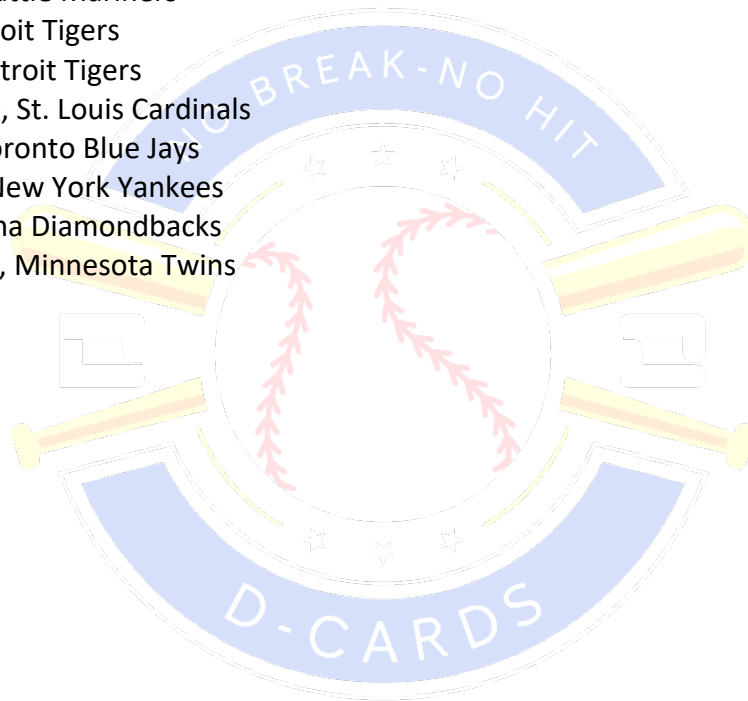 oit Tigers
troit Tigers
, St. Louis Cardinals
oronto Blue Jays
New York Yankees
na Diamondbacks
, Minnesota Twins
NO BREAK-NO HIT
D-CARDS